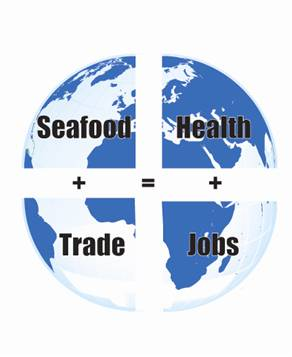 Seafood Health
+ = +
Trade Jobs